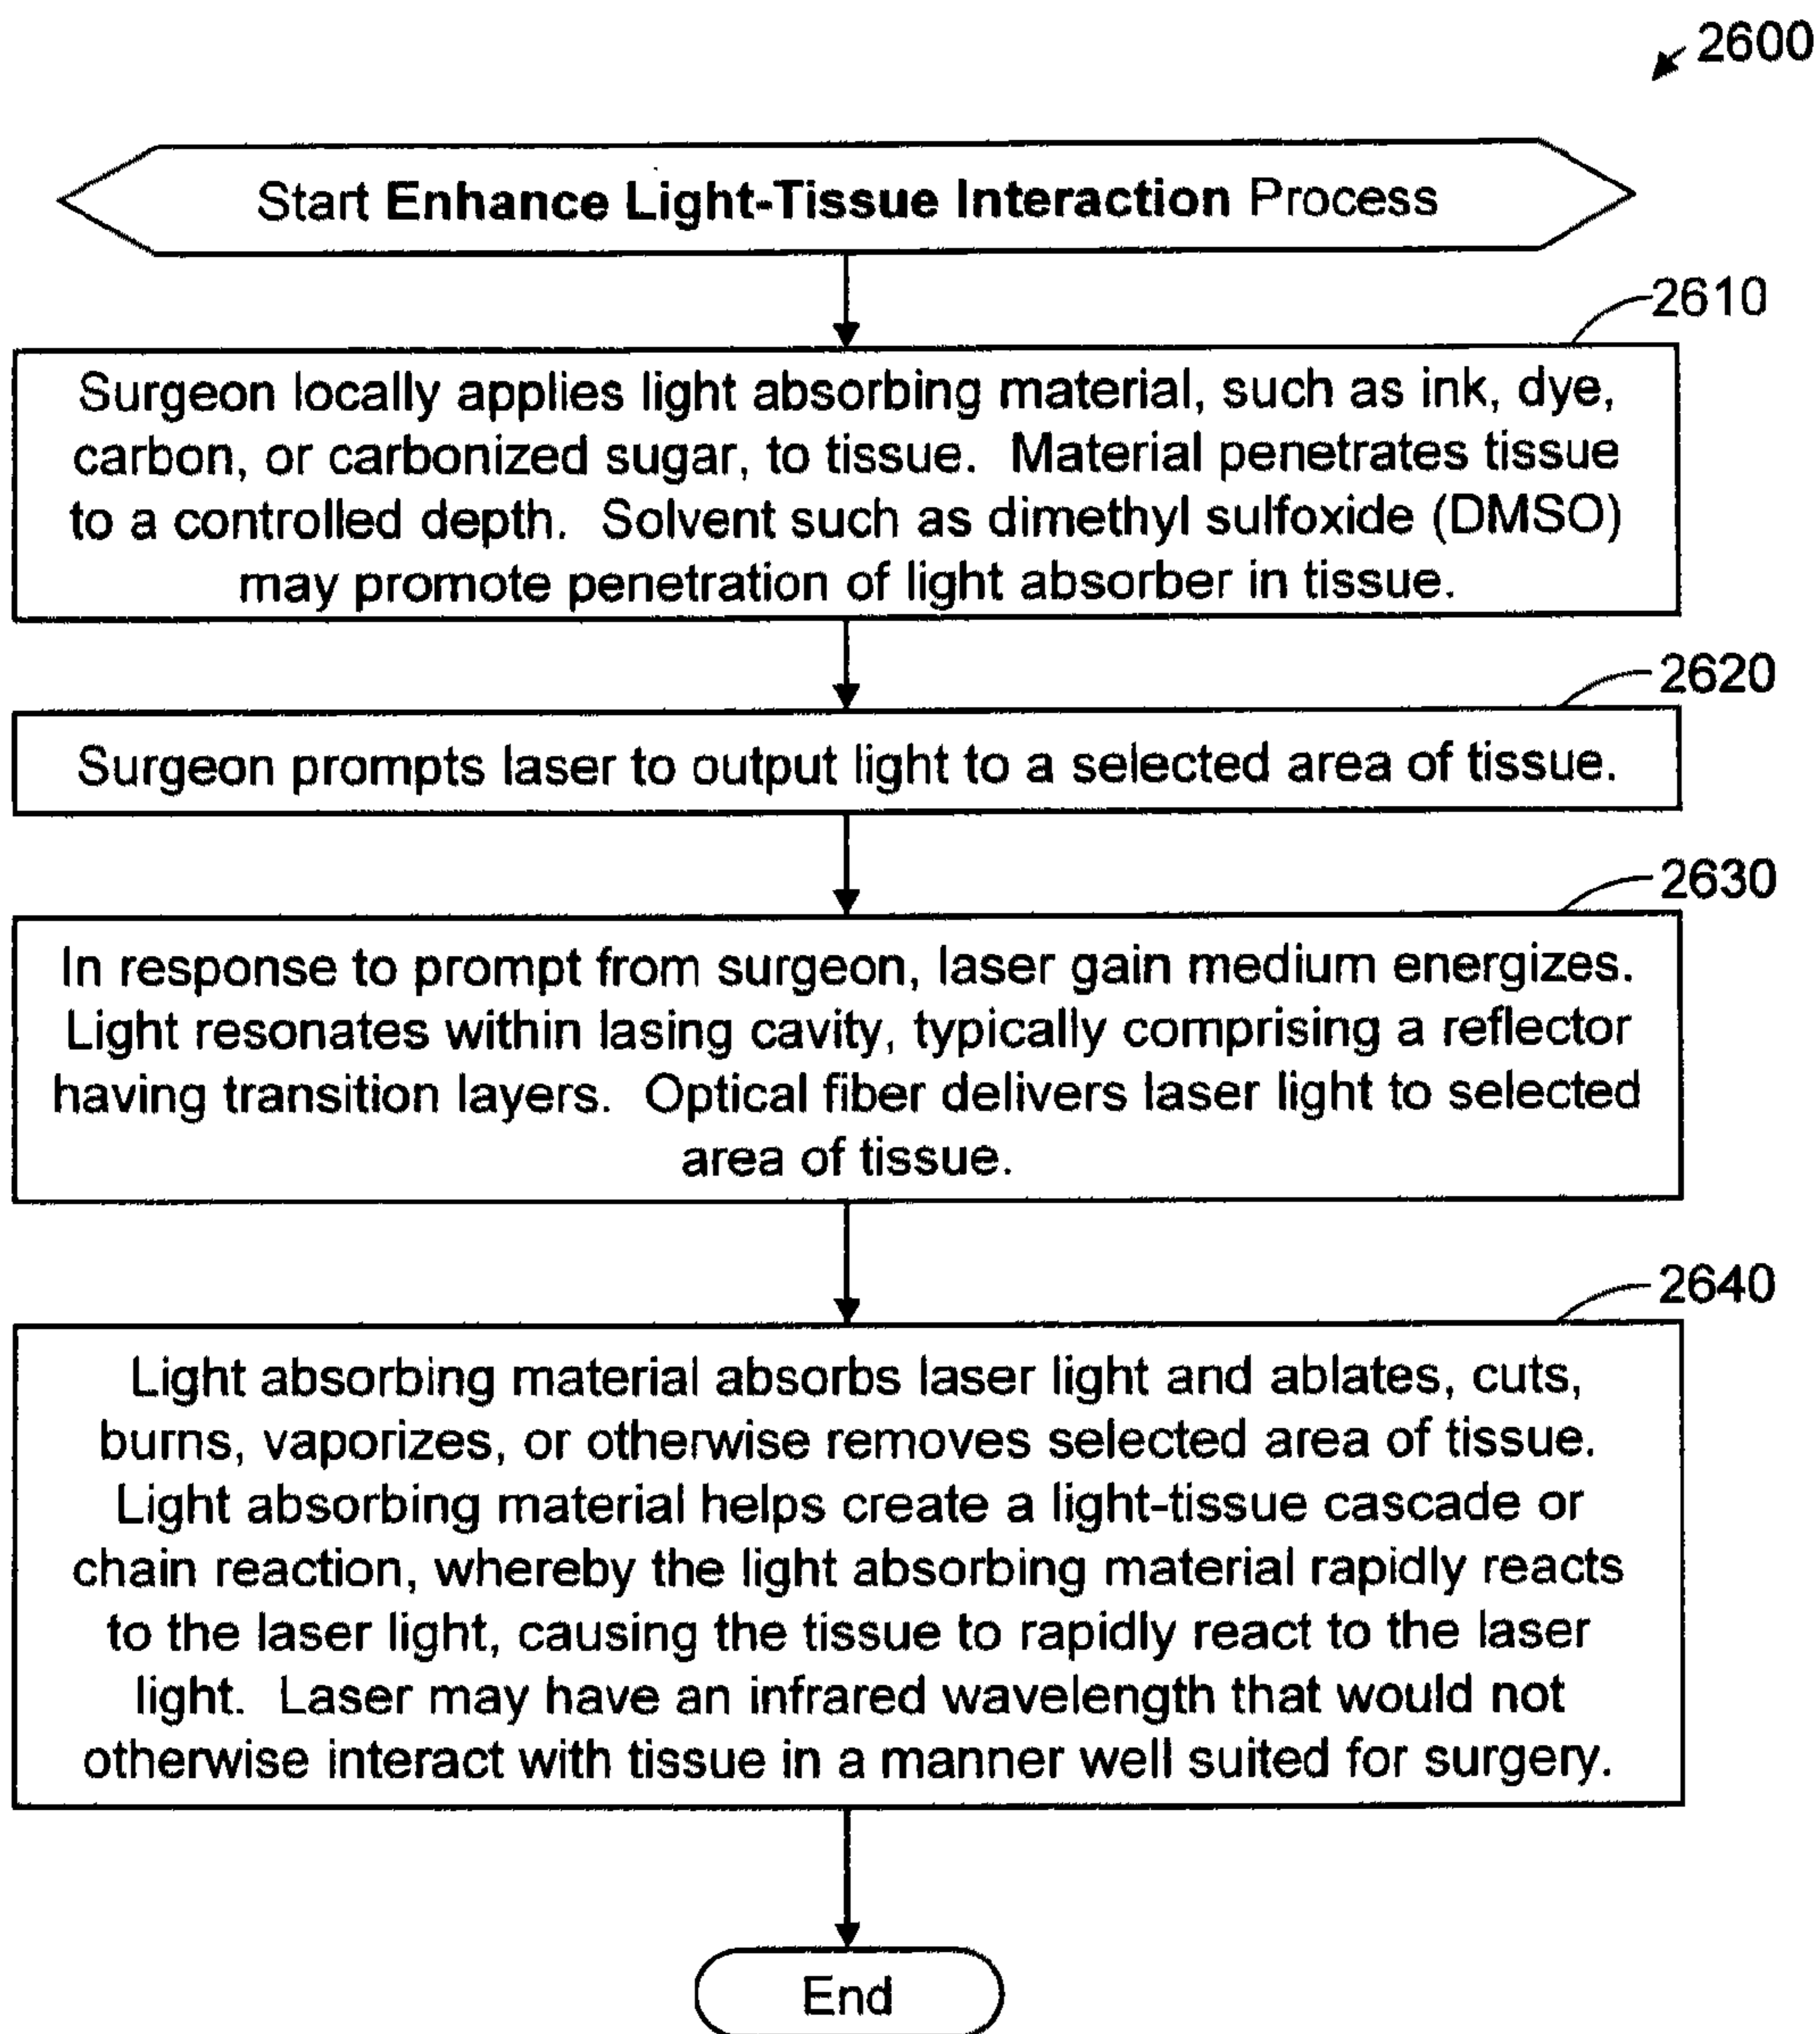 2600
Start Enhance Light-Tissue Interaction Process
2610
Surgeon locally applies light absorbing material, such as ink, dye,
carbon, or carbonized sugar, to tissue.  Material penetrates tissue
to a controlled depth.  Solvent such as dimethyl sulfoxide (DMSO)
may promote penetration of light absorber in tissue.
2620
Surgeon prompts laser to output light to a selected area of tissue.
2630
In response to prompt from surgeon, laser gain medium energizes.
Light resonates within lasing cavity, typically comprising a reflector
having transition layers.  Optical fiber delivers laser light to selected
area of tissue.
2640
Light absorbing material absorbs laser light and ablates, cuts,
burns, vaporizes, or otherwise removes selected area of tissue.
Light absorbing material helps create a light-tissue cascade or
chain reaction, whereby the light absorbing material rapidly reacts
to the laser light, causing the tissue to rapidly react to the laser
light.  Laser may have an infrared wavelength that would not
otherwise interact with tissue in a manner well suited for surgery.
End